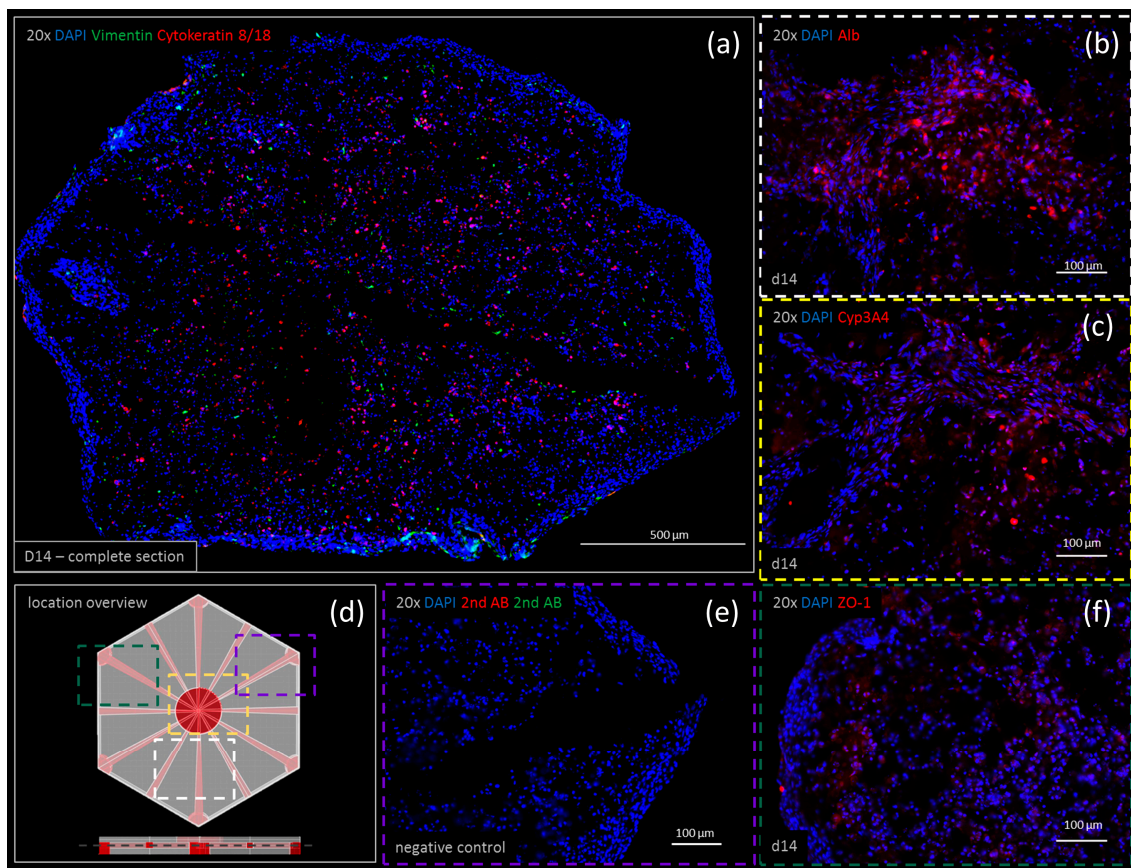 20x DAPI Vimentin Cytokeratin 8/18
(a)
500 µm
D14 – complete section
20x DAPI Alb
(b)
100 µm
d14
20x DAPI Cyp3A4
(c)
100 µm
d14
location overview
(d)
20x DAPI 2nd AB 2nd AB
(e)
100 µm
negative control
20x DAPI ZO-1
(f)
100 µm
d14